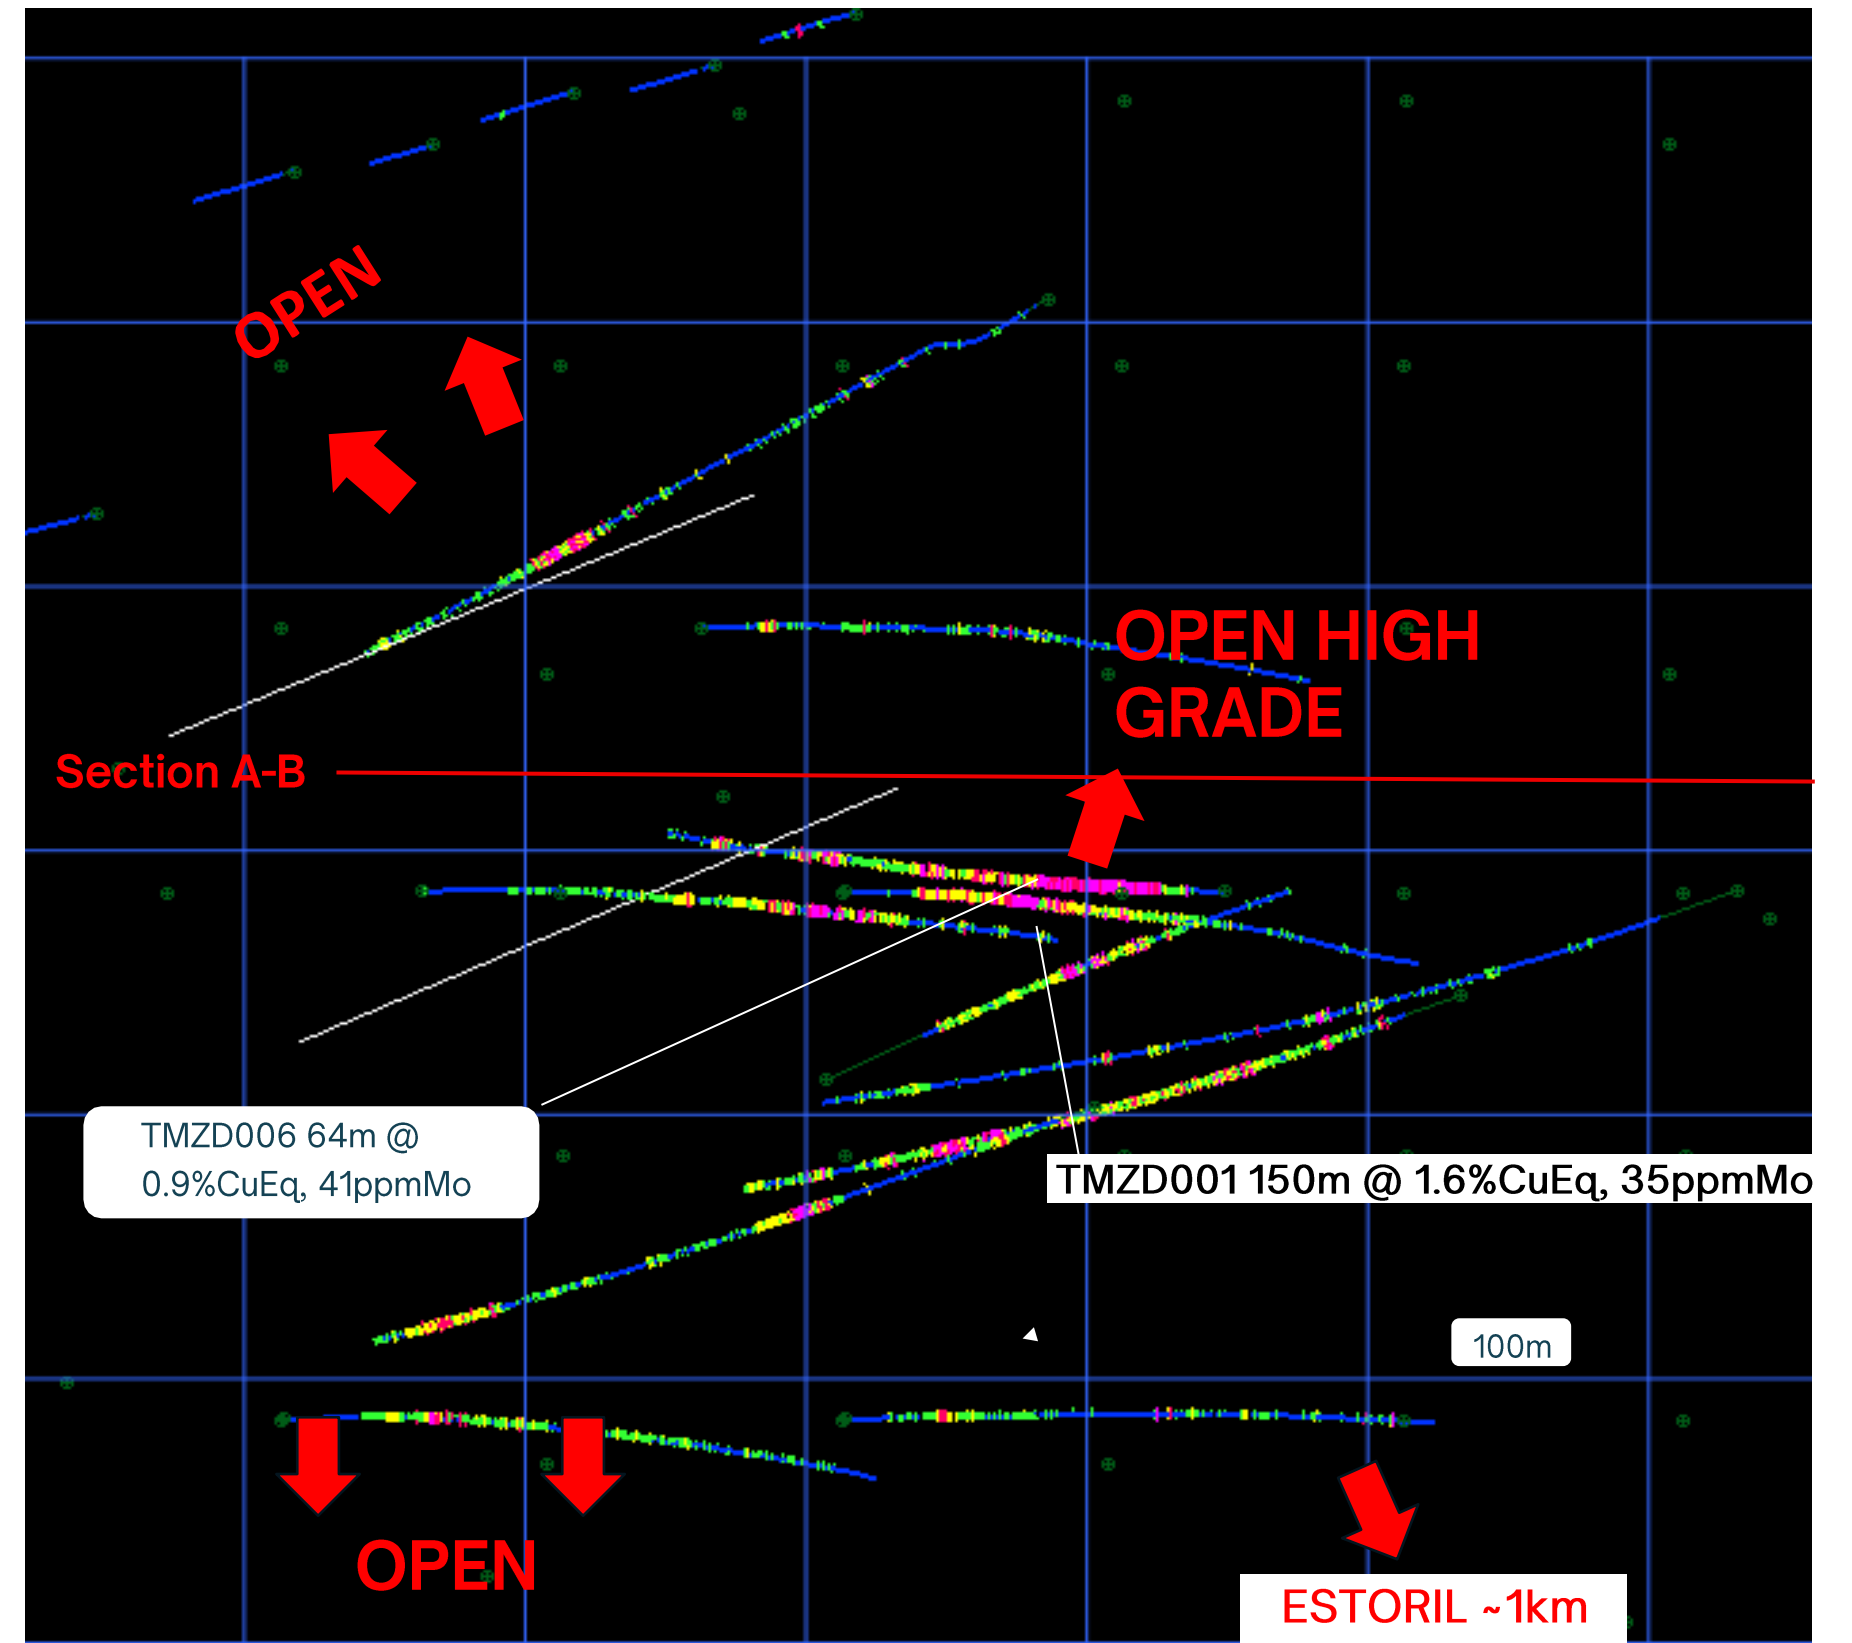 OPEN
OPEN HIGH
GRADE
Section A-B
TMZD006 64m @
0.9%CuEq, 41ppmMo
TMZD001 150m @ 1.6%CuEq, 35ppmMo
100m
OPEN
ESTORIL ~1km